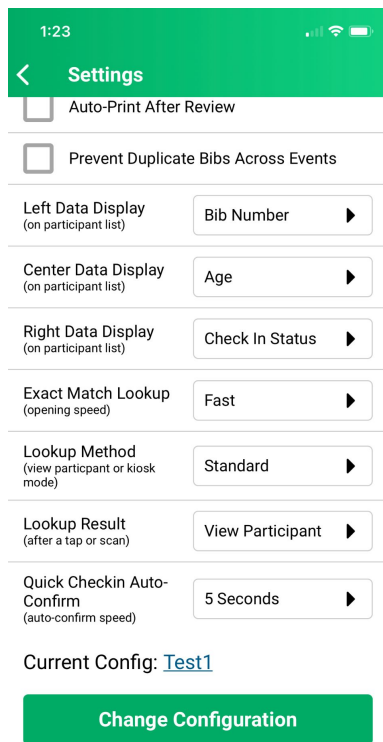 1:23
Settings
Auto-Print After Review
Prevent Duplicate Bibs Across Events
Left Data Display
(on participant list)
Bib Number
Center Data Display
(on participant list)
Age
Right Data Display
(on participant list)
Check In Status
Exact Match Lookup
(opening speed)
Fast
Lookup Method
(view particpant or kiosk
mode)
Standard
Lookup Result
(after a tap or scan)
View Participant
Quick Checkin Auto-
Confirm
(auto-confirm speed)
5 Seconds
Current Config: Test1
Change Configuration